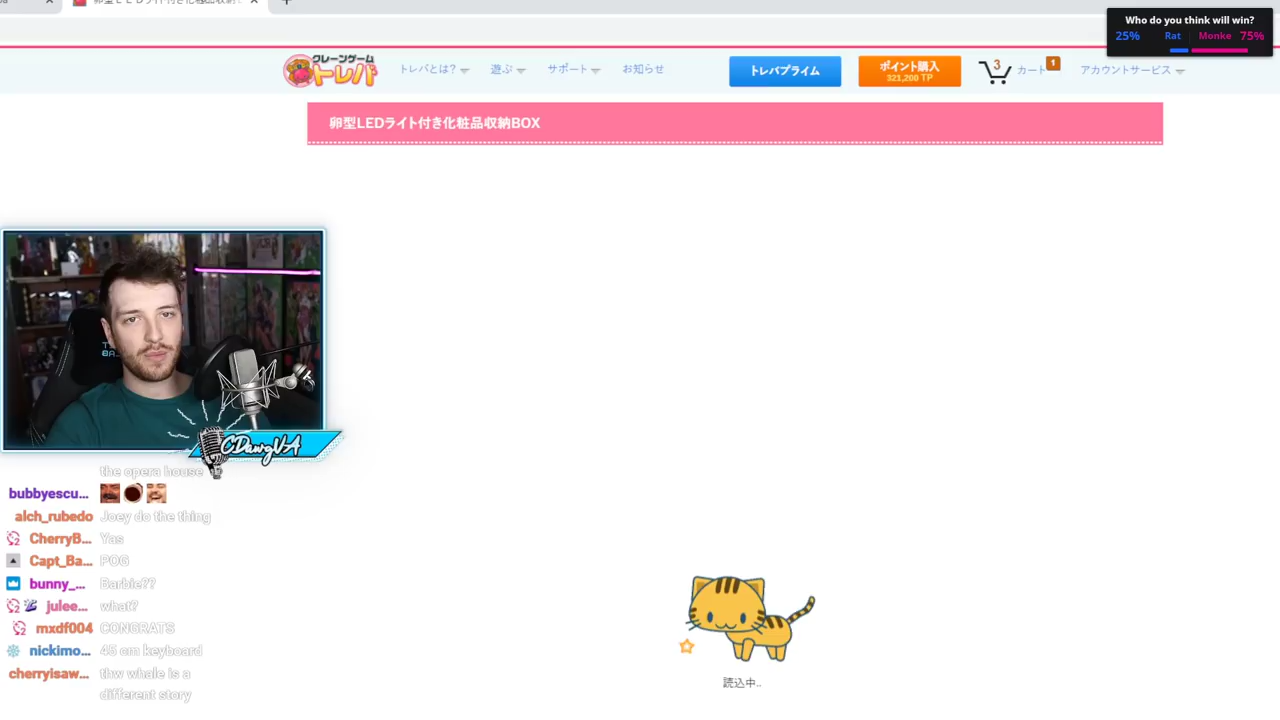 Who do you think will win?
25% Rat Monke 75%
クレーンゲーム
トレバ
トレバとは?
遊ぶ
サポート
お知らせ
トレバプライム
ポイント購入
321,200 TP
3
カート
1
アカウントサービス
卵型LEDライト付き化粧品収納BOX
CDawgVA
the opera house
bubbyescu...
alch_rubedo Joey do the thing
CherryB... Yas
Capt_Ba... POG
bunny_... Barbie??
julee... what?
mxdf004 CONGRATS
nickimo... 45 cm keyboard
cherryisaw... thw whale is a
different story
読込中..